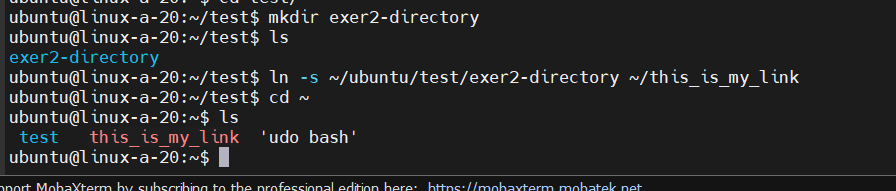 ubuntu@linux-a-20:~/test$ mkdir exer2-directory
ubuntu@linux-a-20:~/test$ ls
exer2-directory
ubuntu@linux-a-20:~/test$ ln -s ~/ubuntu/test/exer2-directory ~/this_is_my_link
ubuntu@linux-a-20:~/test$ cd ~
ubuntu@linux-a-20:~$ ls
test this_is_my_link 'udo bash'
ubuntu@linux-a-20:~$
MobaXterm by subscribing to the professional edition here: https://mobaxterm.mobatek.net